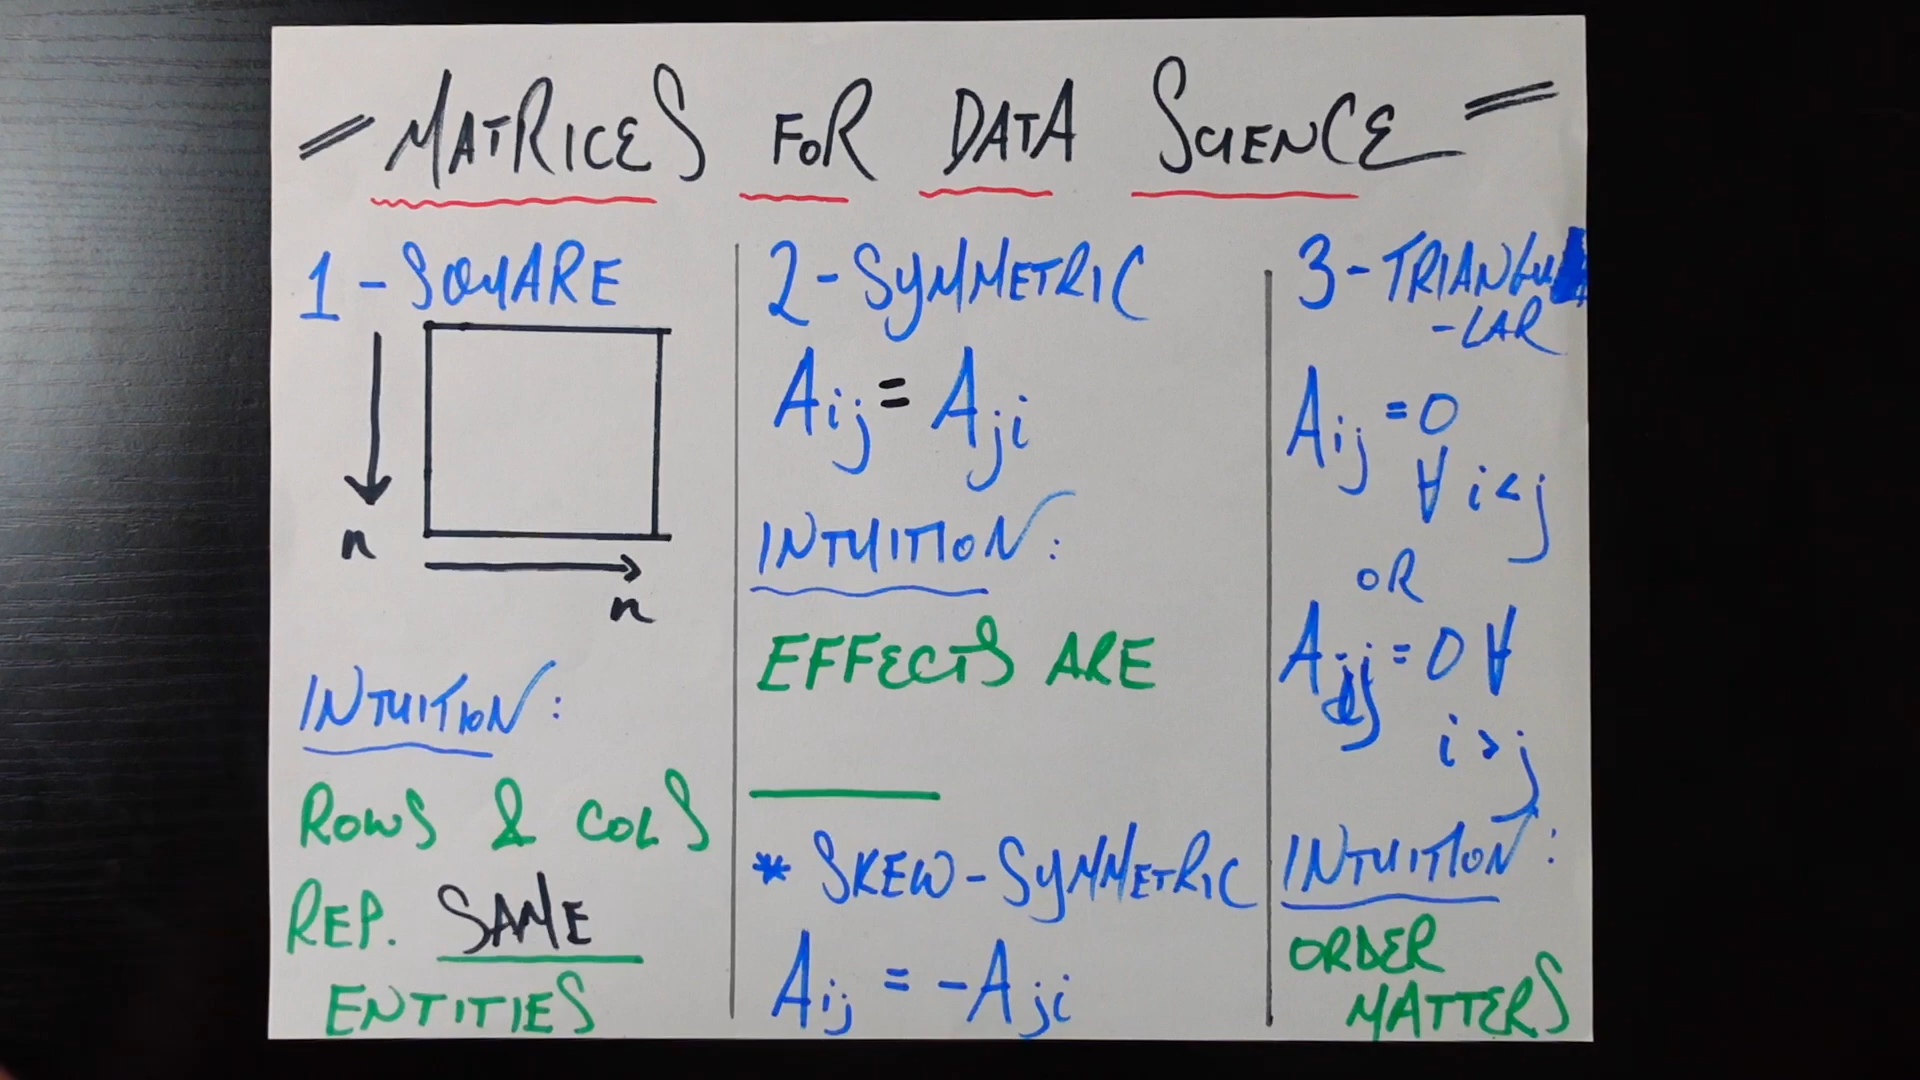 MATRICES FOR DATA SCIENCE
1 - SQUARE
n
n
INTUITION:
ROWS & COLS
REP. SAME
ENTITIES
2 - SYMMETRIC
Aij = Aji
INTUITION:
EFFECTS ARE
* SKEW-SYMMETRIC
Aij = -Aji
3 - TRIANGU
-LAR
Aij = 0
∀ i < j
OR
Aij = 0 ∀
i > j
INTUITION:
ORDER
MATTERS